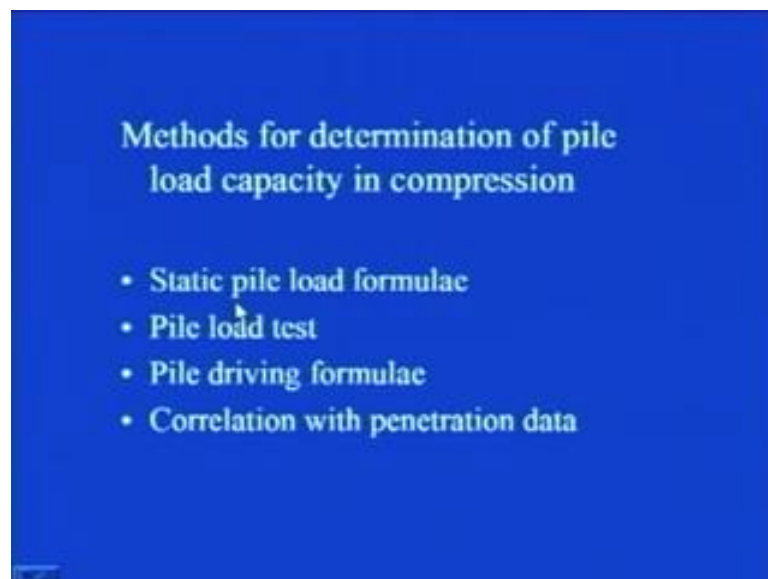 Methods for determination of pile
load capacity in compression
• Static pile load formulae
• Pile load test
• Pile driving formulae
• Correlation with penetration data